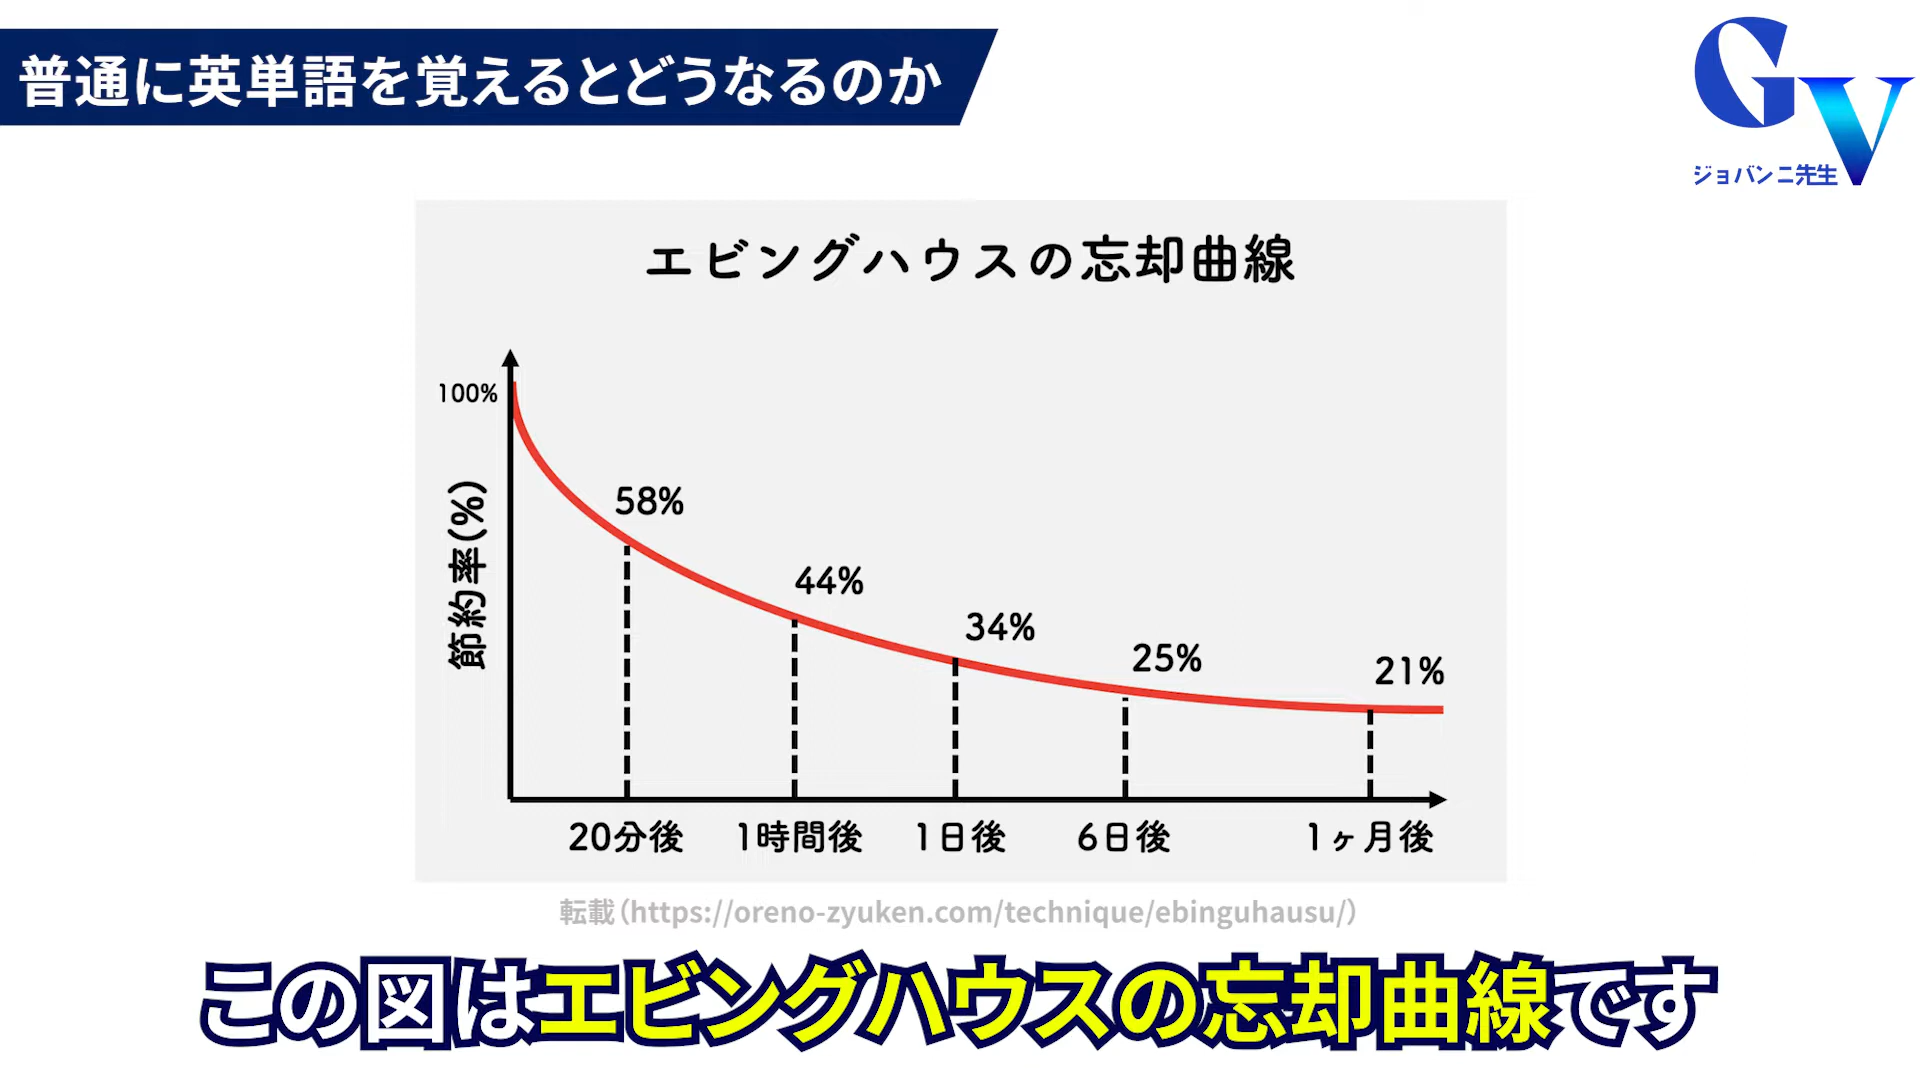 普通に英単語を覚えるとどうなるのか
GV
ジョバンニ先生
エビングハウスの忘却曲線
100%
節約率(%)
58%
44%
34%
25%
21%
20分後
1時間後
1日後
6日後
1ヶ月後
転載(https://oreno-zyuken.com/technique/ebinguhausu/)
この図はエビングハウスの忘却曲線です